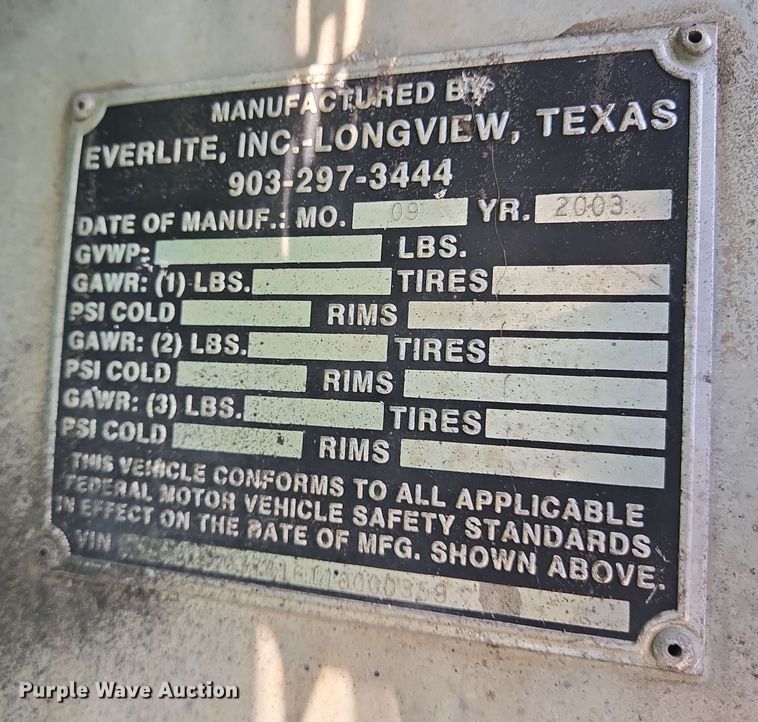 MANUFACTURED BY
EVERLITE, INC.-LONGVIEW, TEXAS
903-297-3444
DATE OF MANUF.: MO. 09 YR. 2003
GVWP: LBS.
GAWR: (1) LBS. TIRES
PSI COLD RIMS
GAWR: (2) LBS. TIRES
PSI COLD RIMS
GAWR: (3) LBS. TIRES
PSI COLD RIMS
THIS VEHICLE CONFORMS TO ALL APPLICABLE
FEDERAL MOTOR VEHICLE SAFETY STANDARDS
IN EFFECT ON THE DATE OF MFG. SHOWN ABOVE.
VIN
Purple Wave Auction